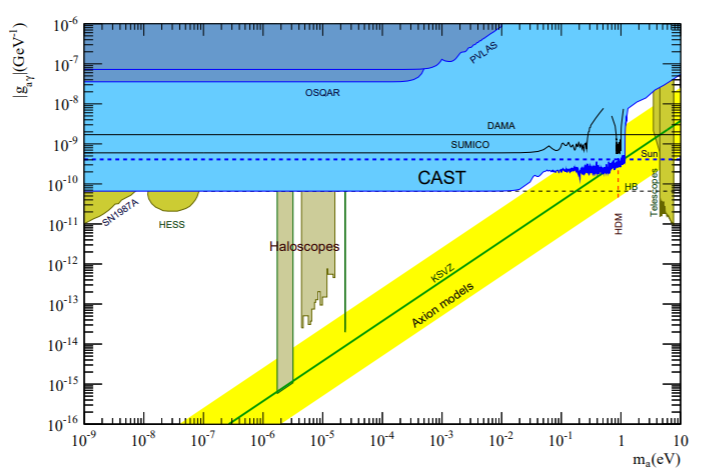 |g_aγ|(GeV^-1)
10^-6
10^-7
10^-8
10^-9
10^-10
10^-11
10^-12
10^-13
10^-14
10^-15
10^-16
PVLAS
OSQAR
DAMA
SUMICO
Sun
CAST
HB
SN1987A
HESS
Telescopes
HDM
Haloscopes
KSVZ
Axion models
10^-9 10^-8 10^-7 10^-6 10^-5 10^-4 10^-3 10^-2 10^-1 1 10
m_a(eV)